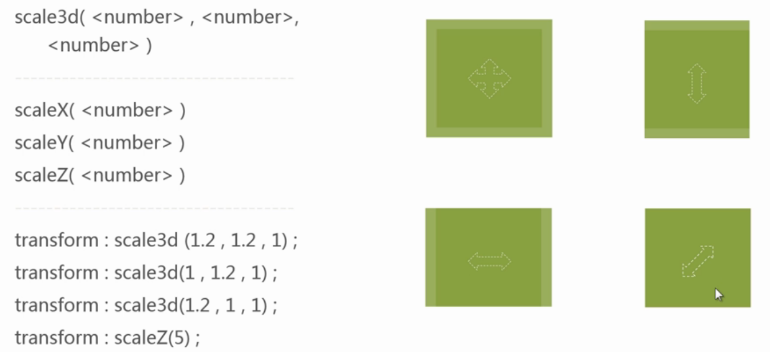 scale3d( <number> , <number>,
<number> )
scaleX( <number> )
scaleY( <number> )
scaleZ( <number> )
transform : scale3d (1.2 , 1.2 , 1) ;
transform : scale3d(1 , 1.2 , 1) ;
transform : scale3d(1.2 , 1 , 1) ;
transform : scaleZ(5) ;